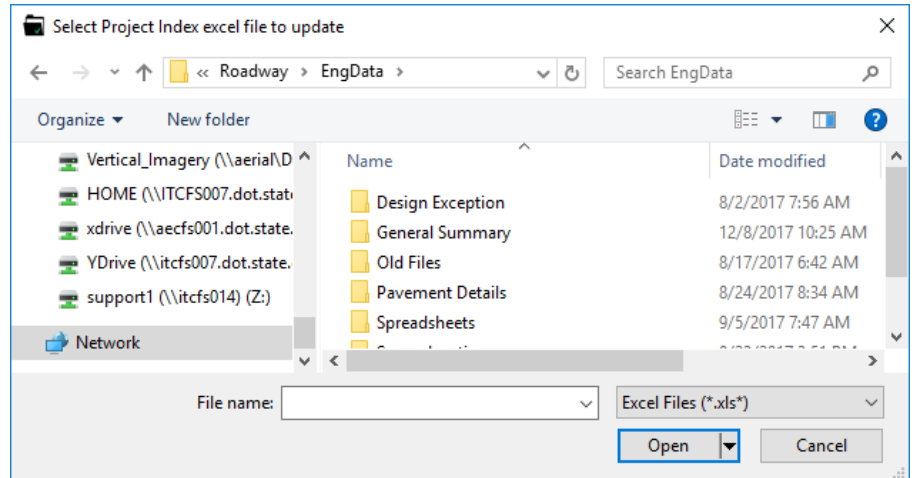 Select Project Index excel file to update
« Roadway > EngData >
Search EngData
Organize
New folder
Name
Date modified
Vertical_Imagery (\\aerial\D
HOME (\\ITCFS007.dot.stat
xdrive (\\aecfs001.dot.state.
YDrive (\\itcfs007.dot.state.
support1 (\\itcfs014) (Z:)
Network
Design Exception 8/2/2017 7:56 AM
General Summary 12/8/2017 10:25 AM
Old Files 8/17/2017 6:42 AM
Pavement Details 8/24/2017 8:34 AM
Spreadsheets 9/5/2017 7:47 AM
File name:
Excel Files (*.xls*)
Open
Cancel